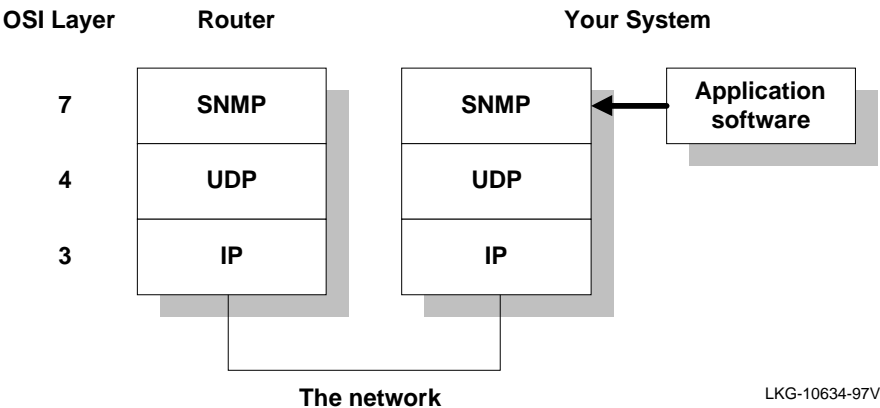 OSI Layer Router Your System
7 SNMP SNMP Application software
4 UDP UDP
3 IP IP
The network
LKG-10634-97V